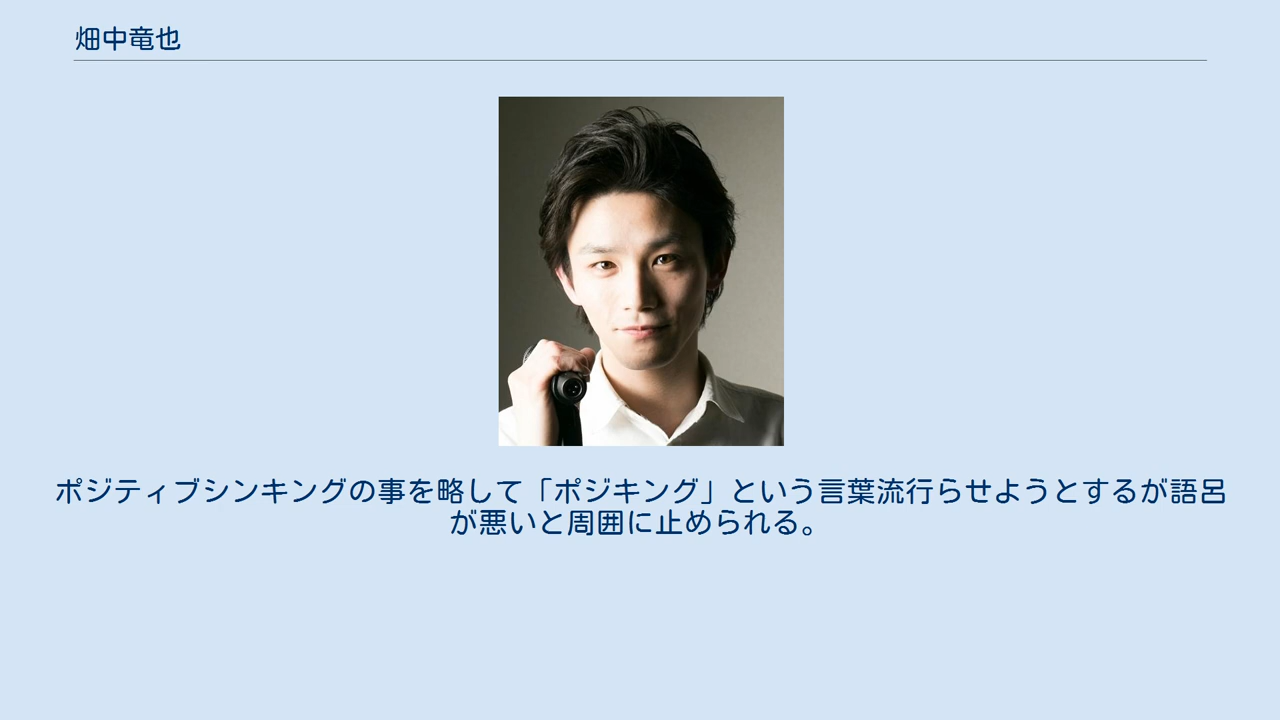 畑中竜也
ポジティブシンキングの事を略して「ポジキング」という言葉流行らせようとするが語呂
が悪いと周囲に止められる。